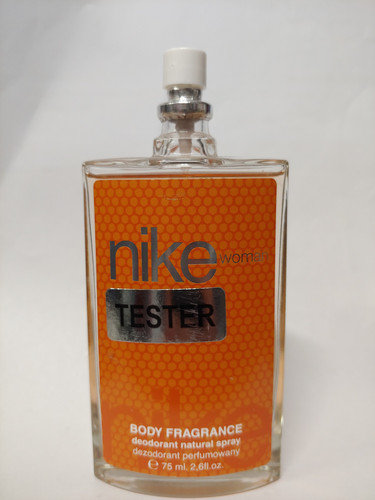 nike woman
TESTER
BODY FRAGRANCE
deodorant natural spray
dezodorant perfumowany
℮ 75 ml. 2,6fl.oz.